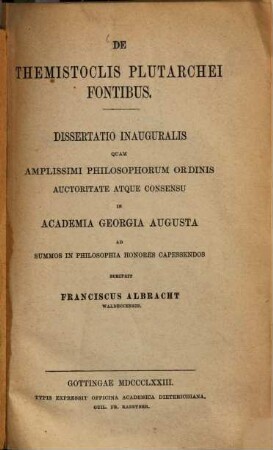 DE
THEMISTOCLIS PLUTARCHEI
FONTIBUS.
DISSERTATIO INAUGURALIS
QUAM
AMPLISSIMI PHILOSOPHORUM ORDINIS
AUCTORITATE ATQUE CONSENSU
IN
ACADEMIA GEORGIA AUGUSTA
AD
SUMMOS IN PHILOSOPHIA HONORES CAPESSENDOS
SCRIPSIT
FRANCISCUS ALBRACHT
WALDECCENSIS.
GOTTINGAE MDCCCLXXIII.
TYPIS EXPRESSIT OFFICINA ACADEMICA DIETERICHIANA.
GUIL. FR. KAESTNER.